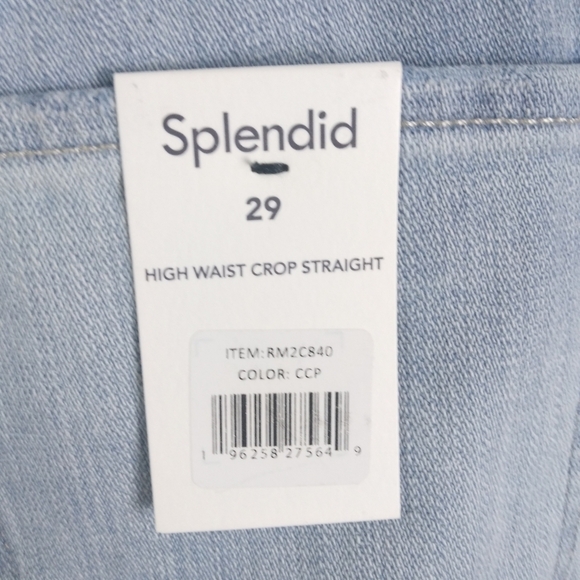 Splendid
29
HIGH WAIST CROP STRAIGHT
ITEM:RM2C840
COLOR: CCP
1 96258 27564 9